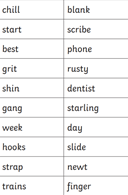 chill blank
start scribe
best phone
grit rusty
shin dentist
gang starling
week day
hooks slide
strap newt
trains finger